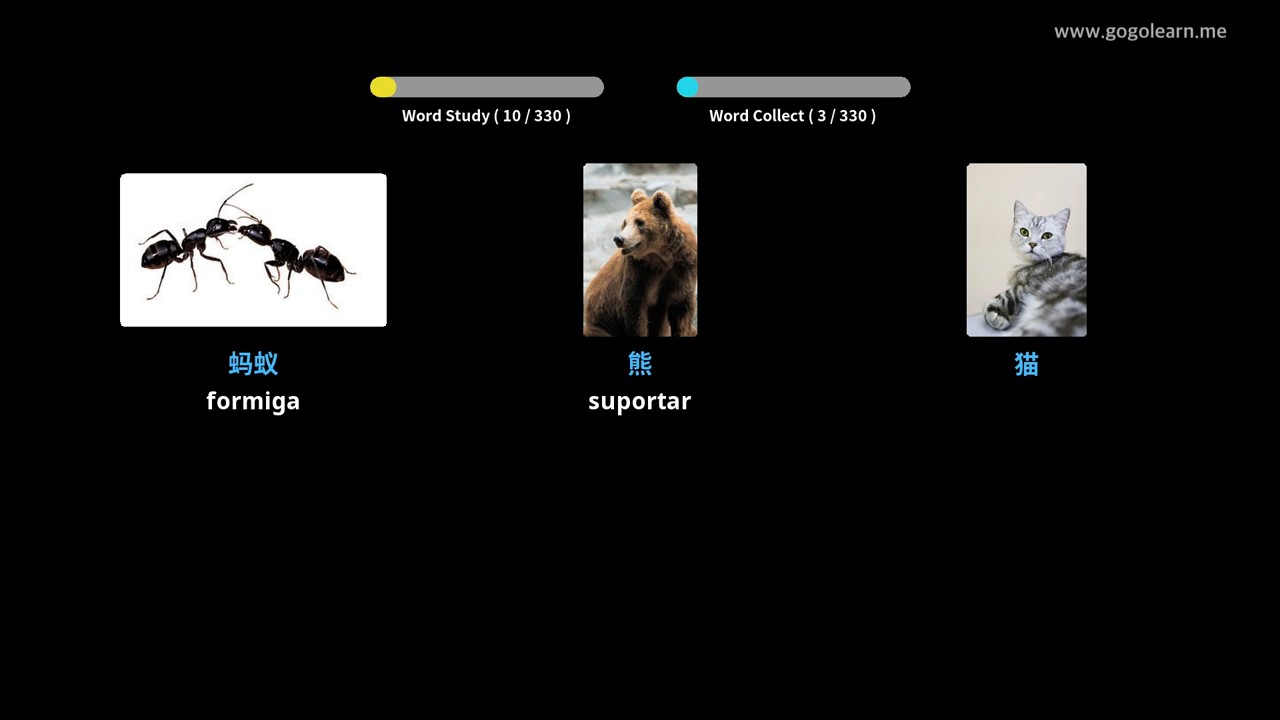 www.gogolearn.me
Word Study ( 10 / 330 )
Word Collect ( 3 / 330 )
蚂蚁
formiga
熊
suportar
猫